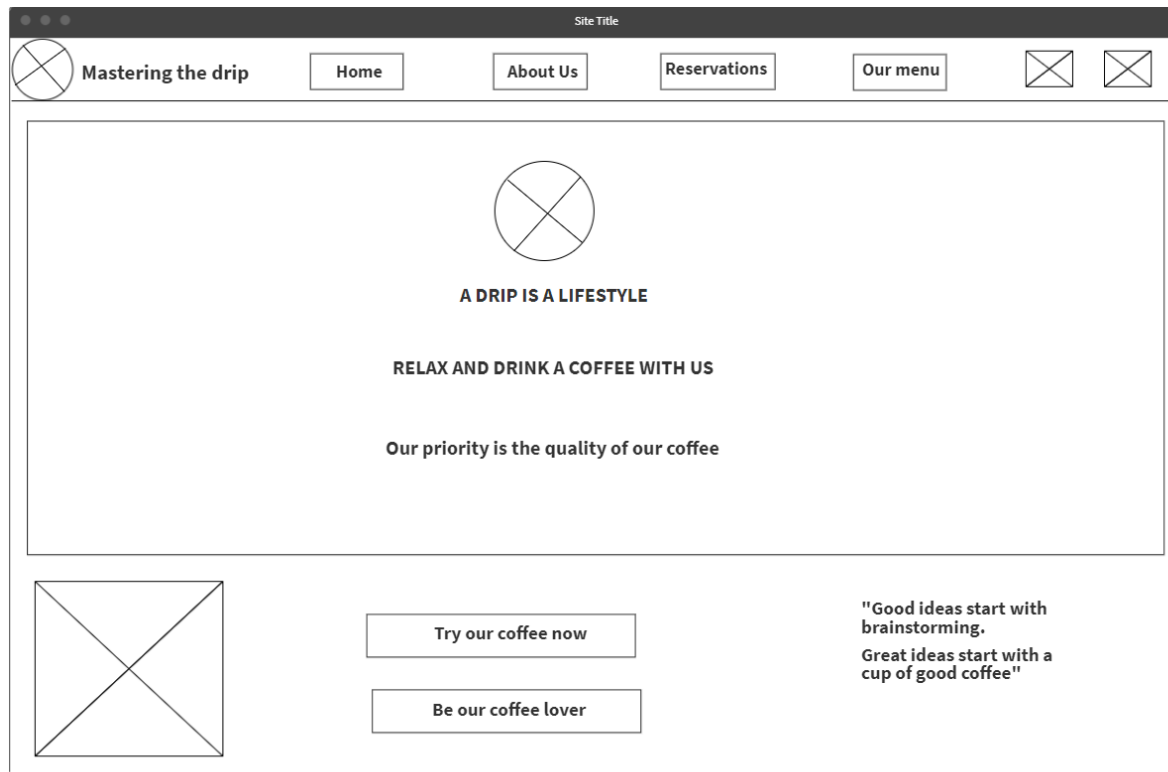 Site Title
Mastering the drip
Home
About Us
Reservations
Our menu
A DRIP IS A LIFESTYLE
RELAX AND DRINK A COFFEE WITH US
Our priority is the quality of our coffee
Try our coffee now
Be our coffee lover
"Good ideas start with
brainstorming.
Great ideas start with a
cup of good coffee"